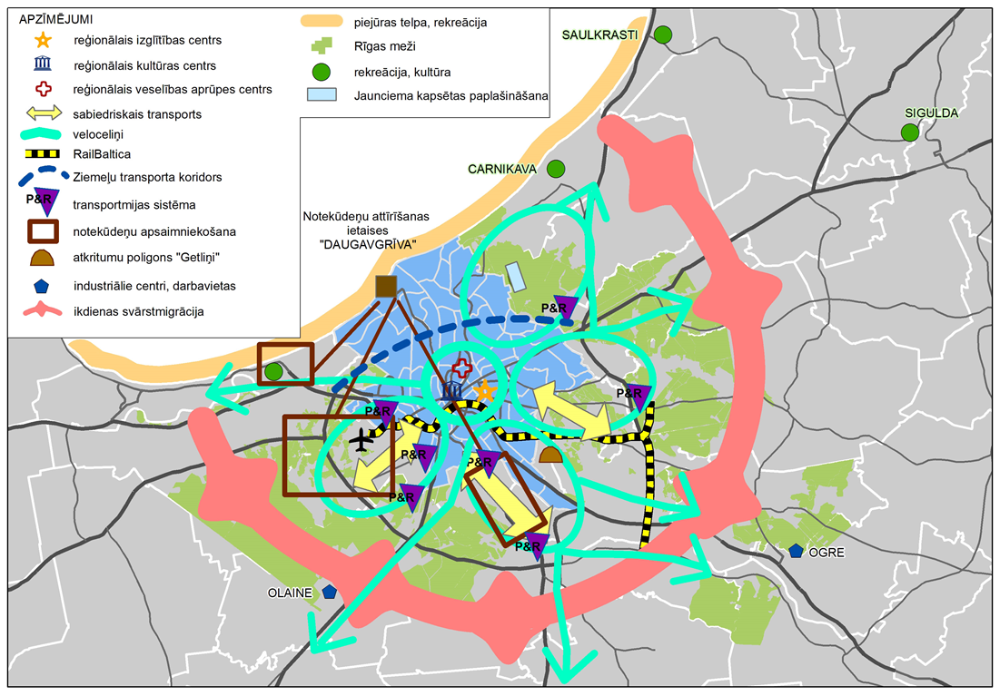 APZĪMĒJUMI
reģionālais izglītības centrs
reģionālais kultūras centrs
reģionālais veselības aprūpes centrs
sabiedriskais transports
veloceliņi
RailBaltica
Ziemeļu transporta koridors
P&R
transportmijas sistēma
notekūdeņu apsaimniekošana
atkritumu poligons "Getliņi"
industriālie centri, darbavietas
ikdienas svārstmigrācija
piejūras telpa, rekreācija
Rīgas meži
rekreācija, kultūra
Jaunciema kapsētas paplašināšana
SAULKRASTI
SIGULDA
CARNIKAVA
Notekūdeņu attīrīšanas
ietaises
"DAUGAVGRĪVA"
P&R
P&R
P&R
P&R
P&R
P&R
P&R
OGRE
OLAINE